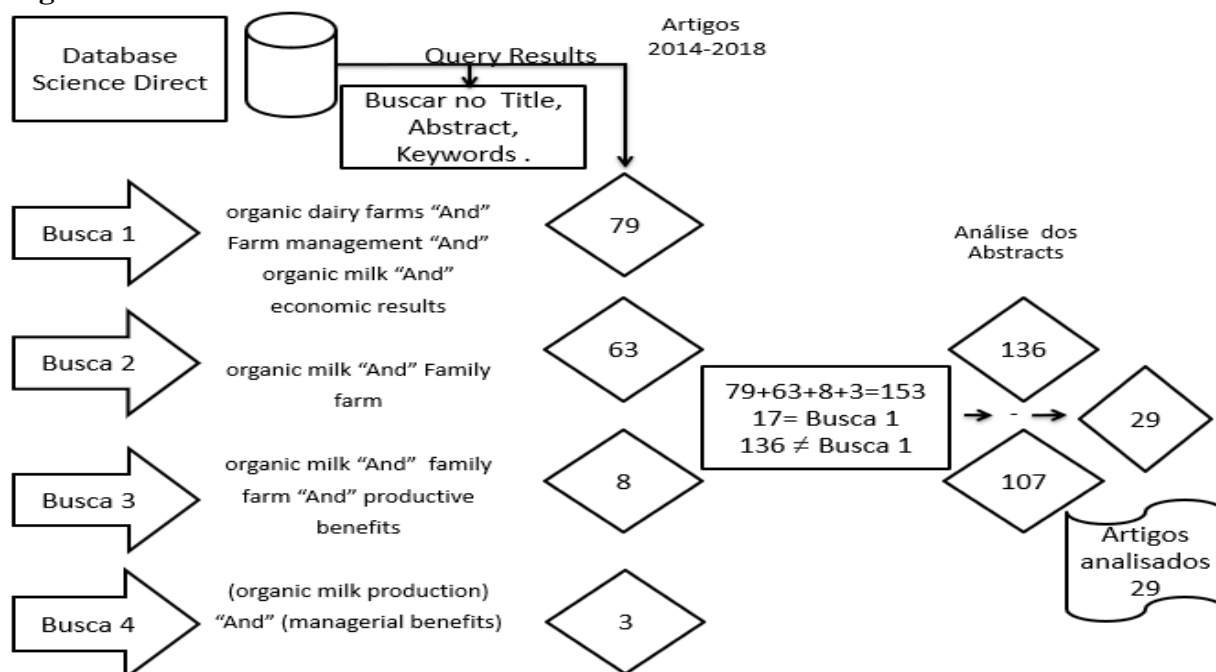 Database
Science Direct
Query Results
Artigos
2014-2018
Buscar no Title,
Abstract,
Keywords .
Busca 1
organic dairy farms “And”
Farm management “And”
organic milk “And”
economic results
79
Análise dos
Abstracts
Busca 2
organic milk “And” Family
farm
63
79+63+8+3=153
17= Busca 1
136 ≠ Busca 1
136
-
29
107
Busca 3
organic milk “And” family
farm “And” productive
benefits
8
Artigos
analisados
29
Busca 4
(organic milk production)
“And” (managerial benefits)
3